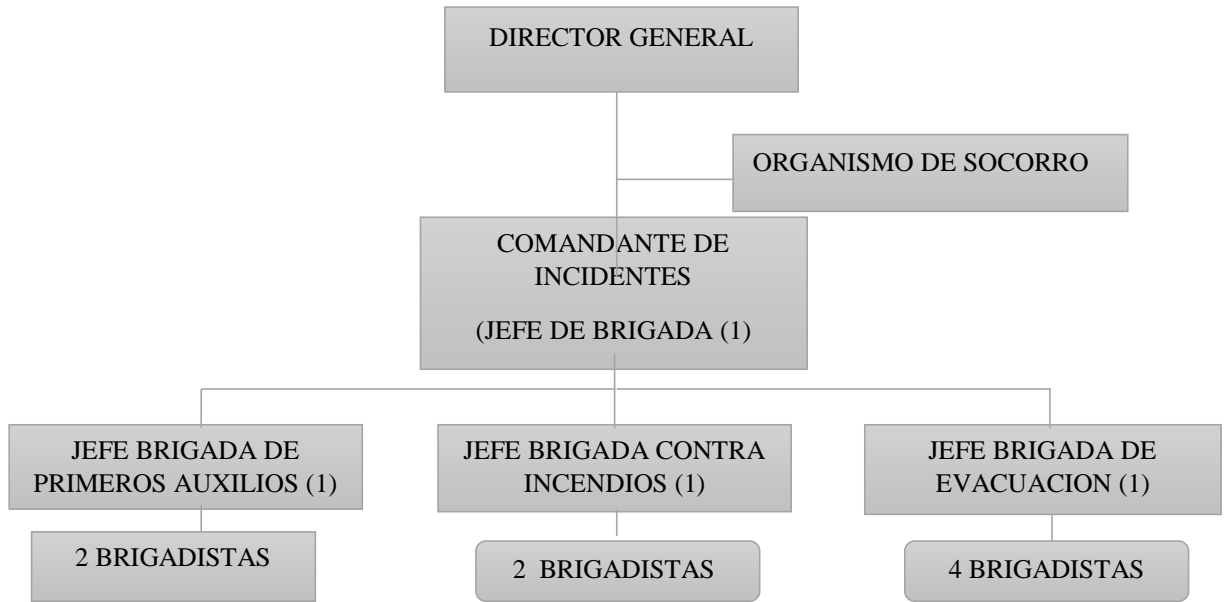 DIRECTOR GENERAL
ORGANISMO DE SOCORRO
COMANDANTE DE
INCIDENTES
(JEFE DE BRIGADA (1)
JEFE BRIGADA DE
PRIMEROS AUXILIOS (1)
JEFE BRIGADA CONTRA
INCENDIOS (1)
JEFE BRIGADA DE
EVACUACION (1)
2 BRIGADISTAS
2 BRIGADISTAS
4 BRIGADISTAS